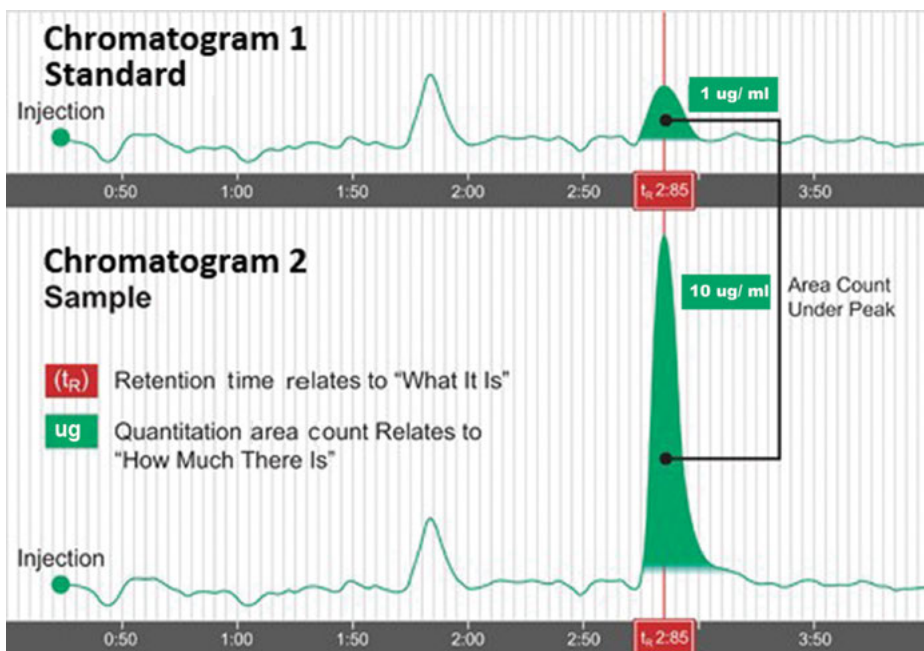 Chromatogram 1
Standard
Injection
1 ug/ ml
0:50 1:00 1:50 2:00 2:50 tR 2:85 3:50
Chromatogram 2
Sample
10 ug/ ml
Area Count
Under Peak
(tR) Retention time relates to “What It Is”
ug Quantitation area count Relates to
“How Much There Is”
Injection
0:50 1:00 1:50 2:00 2:50 tR 2:85 3:50